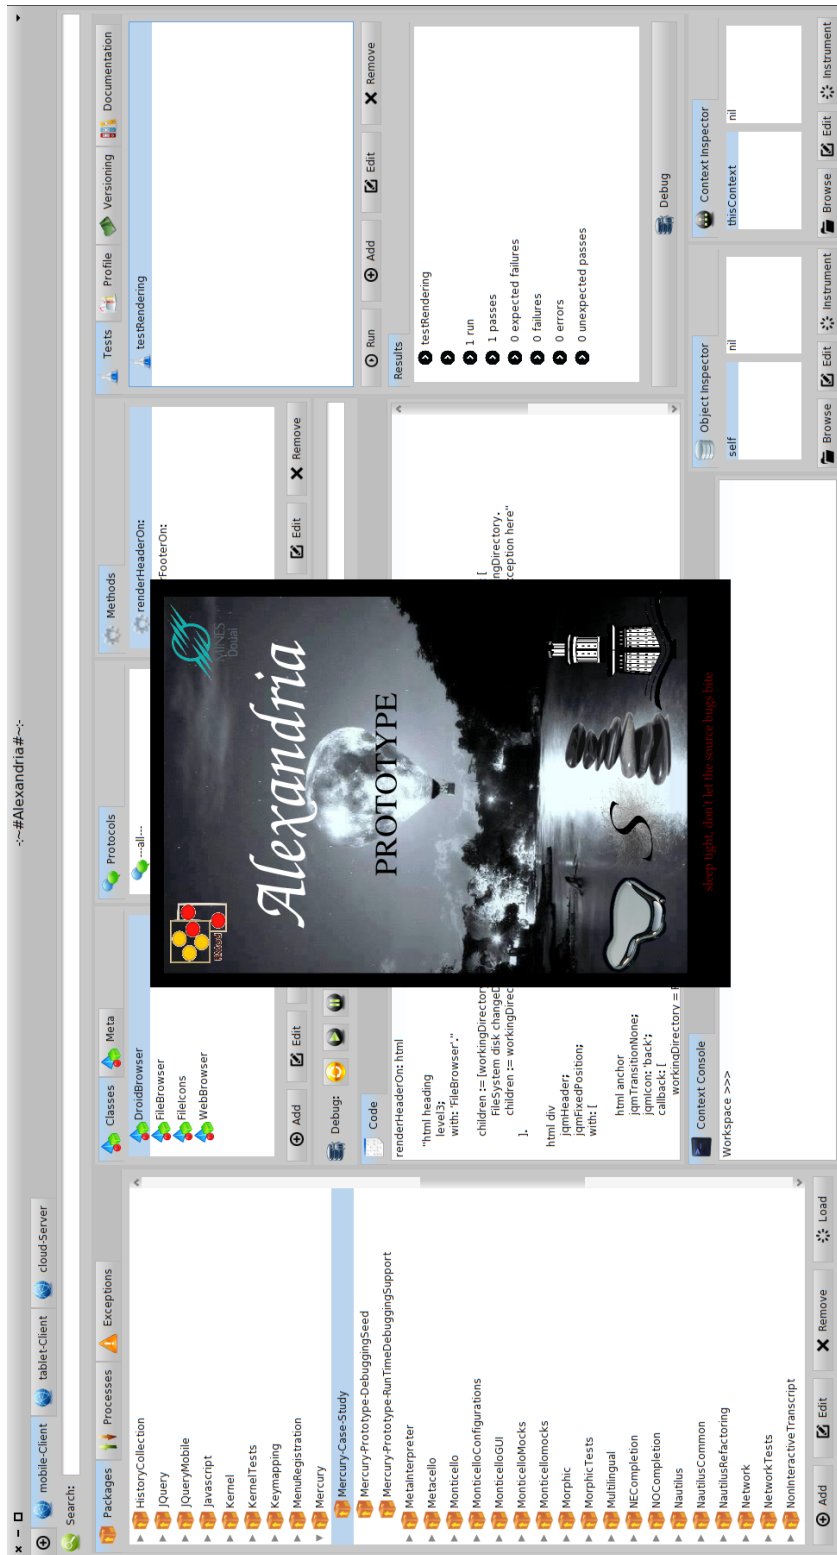 -:~#Alexandria#~:-
mobile-Client
tablet-Client
cloud-Server
Search:
Packages
Processes
Exceptions
HistoryCollection
JQuery
JQueryMobile
Javascript
Kernel
KernelTests
Keymapping
MenuRegistration
Mercury
Mercury-Case-Study
Mercury-Prototype-DebuggingSeed
Mercury-Prototype-RunTimeDebuggingSupport
MetaInterpreter
Metacello
Monticello
MonticelloConfigurations
MonticelloGUI
MonticelloMocks
Monticellomocks
Morphic
MorphicTests
Multilingual
NECompletion
NOCompletion
Nautilus
NautilusCommon
NautilusRefactoring
Network
NetworkTests
NonInteractiveTranscript
Add
Edit
Remove
Load
Classes
Meta
DroidBrowser
FileBrowser
FileIcons
WebBrowser
Add
Edit
Protocols
---all---
Methods
renderHeaderOn:
rFooterOn:
Edit
Remove
Debug:
Code
renderHeaderOn: html
"html heading
level3;
with: 'FileBrowser'."
children := [workingDirectory
FileSystem disk changeD
children := workingDirec
].
[
ngDirectory.
xception here"
html div
jqmHeader;
jqmFixedPosition;
with: [
html anchor
jqmTransitionNone;
jqmIcon: 'back';
callback: [
workingDirectory = F
Alexandria
PROTOTYPE
MINES
Douai
sleep tight, don't let the source bugs bite
Tests
Profile
Versioning
Documentation
testRendering
Run
Add
Edit
Remove
Results
testRendering
1 run
1 passes
0 expected failures
0 failures
0 errors
0 unexpected passes
Debug
Context Console
Workspace >>>
Object Inspector
self
nil
Browse
Edit
Instrument
Context Inspector
thisContext
nil
Browse
Edit
Instrument